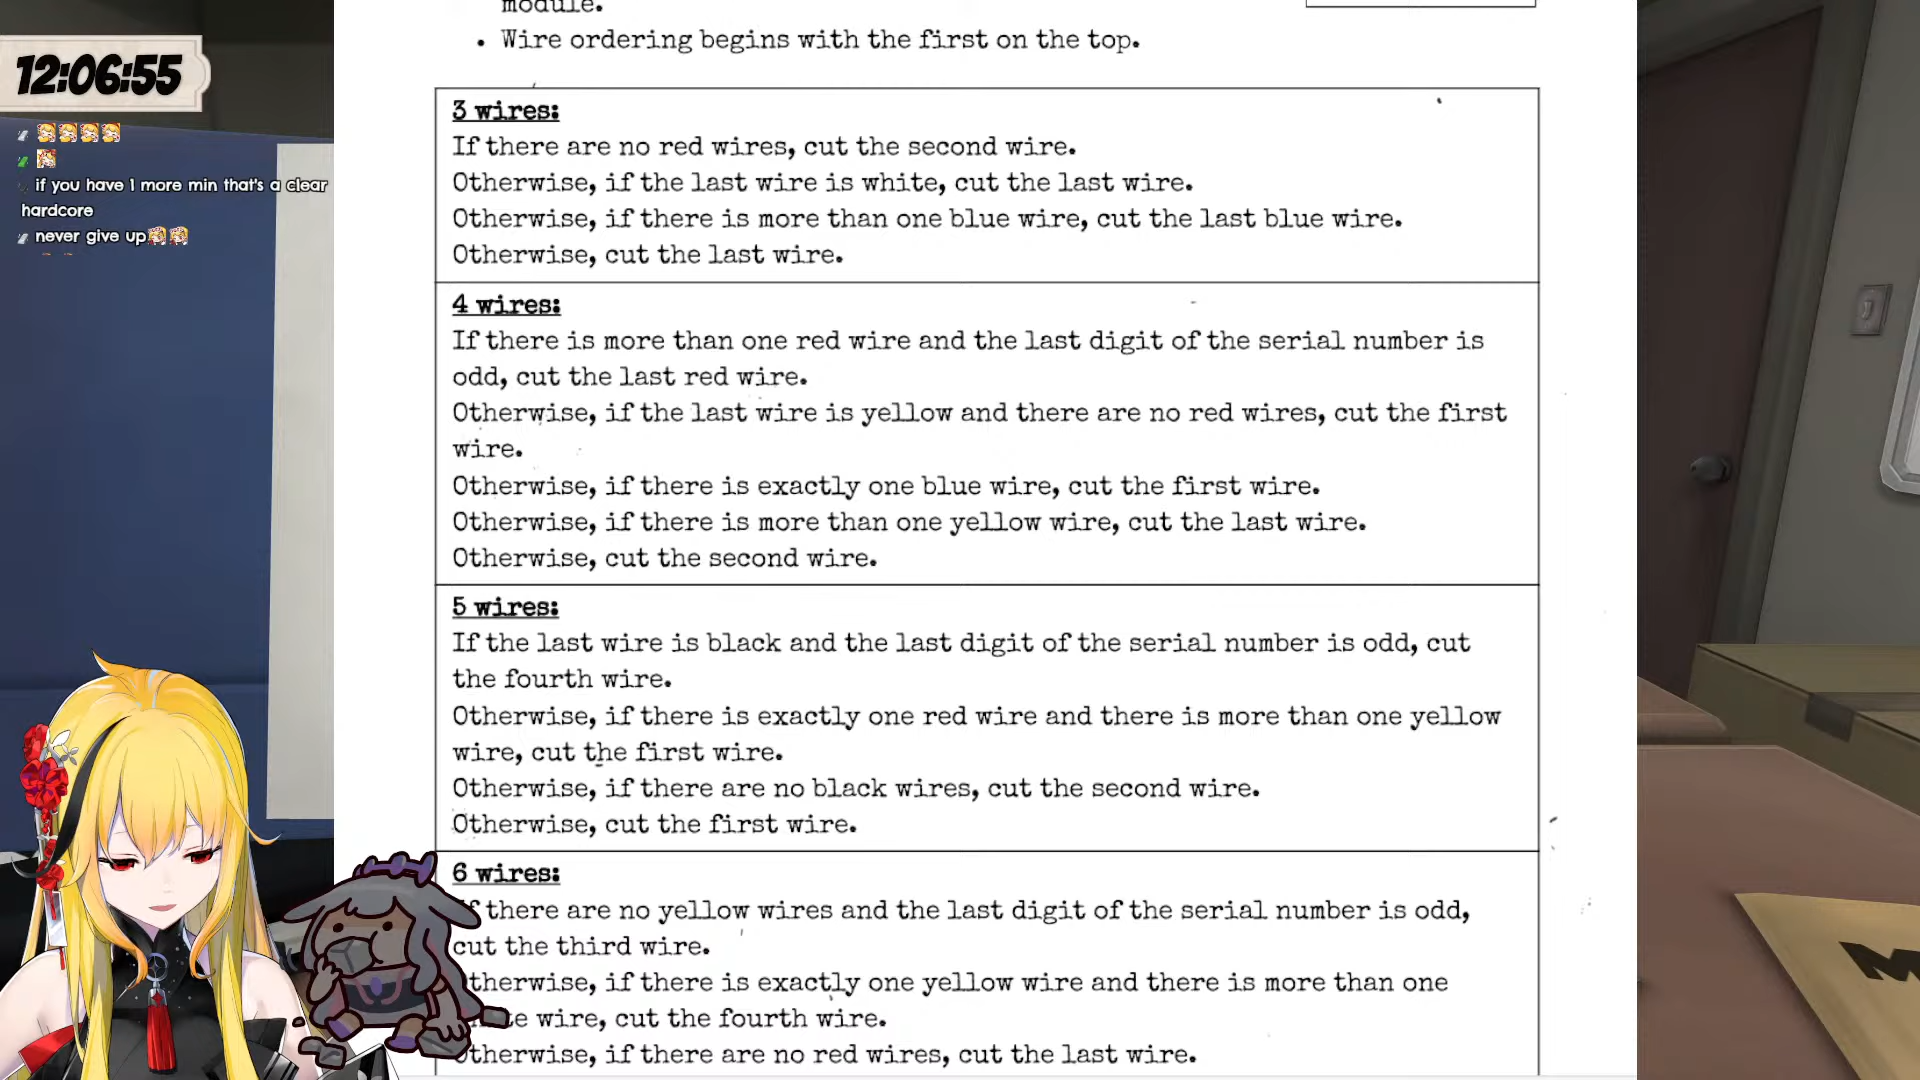 12:06:55
if you have 1 more min that's a clear
hardcore
never give up
module.
• Wire ordering begins with the first on the top.
3 wires:
If there are no red wires, cut the second wire.
Otherwise, if the last wire is white, cut the last wire.
Otherwise, if there is more than one blue wire, cut the last blue wire.
Otherwise, cut the last wire.
4 wires:
If there is more than one red wire and the last digit of the serial number is
odd, cut the last red wire.
Otherwise, if the last wire is yellow and there are no red wires, cut the first
wire.
Otherwise, if there is exactly one blue wire, cut the first wire.
Otherwise, if there is more than one yellow wire, cut the last wire.
Otherwise, cut the second wire.
5 wires:
If the last wire is black and the last digit of the serial number is odd, cut
the fourth wire.
Otherwise, if there is exactly one red wire and there is more than one yellow
wire, cut the first wire.
Otherwise, if there are no black wires, cut the second wire.
Otherwise, cut the first wire.
6 wires:
If there are no yellow wires and the last digit of the serial number is odd,
cut the third wire.
Otherwise, if there is exactly one yellow wire and there is more than one
wire, cut the fourth wire.
Otherwise, if there are no red wires, cut the last wire.